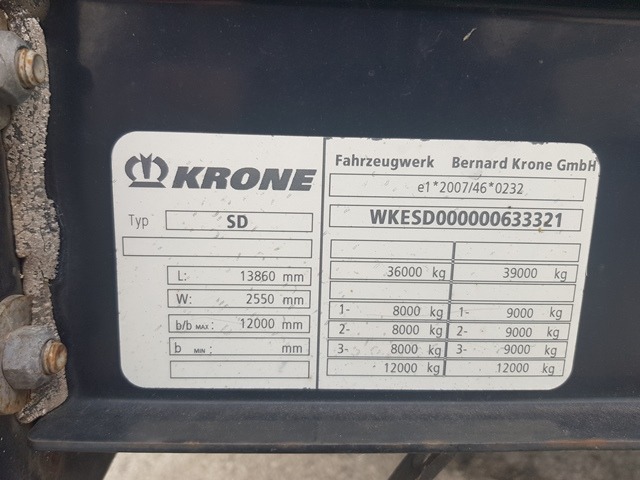 KRONE
Typ SD
L: 13860 mm
W: 2550 mm
b/b MAX: 12000 mm
b MIN: mm
Fahrzeugwerk Bernard Krone GmbH
e1*2007/46*0232
WKESD000000633321
36000 kg 39000 kg
1- 8000 kg 1- 9000 kg
2- 8000 kg 2- 9000 kg
3- 8000 kg 3- 9000 kg
12000 kg 12000 kg